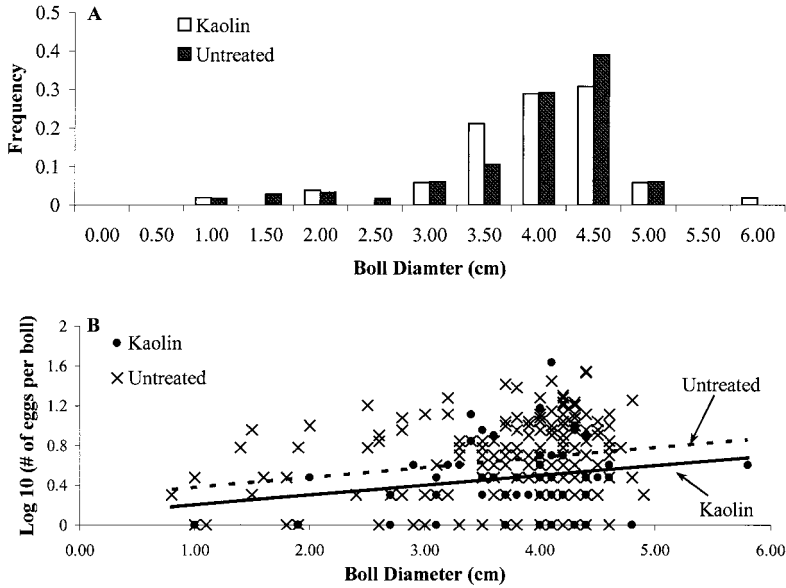 A
Kaolin
Untreated
Frequency
0.5
0.4
0.3
0.2
0.1
0
0.00 0.50 1.00 1.50 2.00 2.50 3.00 3.50 4.00 4.50 5.00 5.50 6.00
Boll Diamter (cm)
B
Kaolin
Untreated
Log 10 (# of eggs per boll)
2
1.6
1.2
0.8
0.4
0
Untreated
Kaolin
0.00 1.00 2.00 3.00 4.00 5.00 6.00
Boll Diameter (cm)